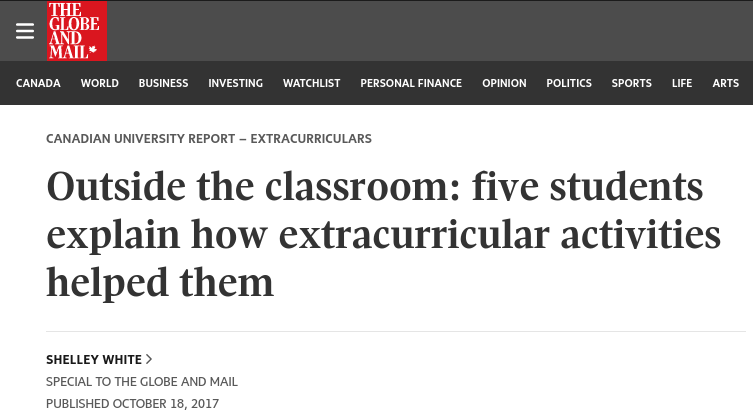 THE
GLOBE
AND
MAIL
CANADA WORLD BUSINESS INVESTING WATCHLIST PERSONAL FINANCE OPINION POLITICS SPORTS LIFE ARTS
CANADIAN UNIVERSITY REPORT – EXTRACURRICULARS
Outside the classroom: five students
explain how extracurricular activities
helped them
SHELLEY WHITE
SPECIAL TO THE GLOBE AND MAIL
PUBLISHED OCTOBER 18, 2017